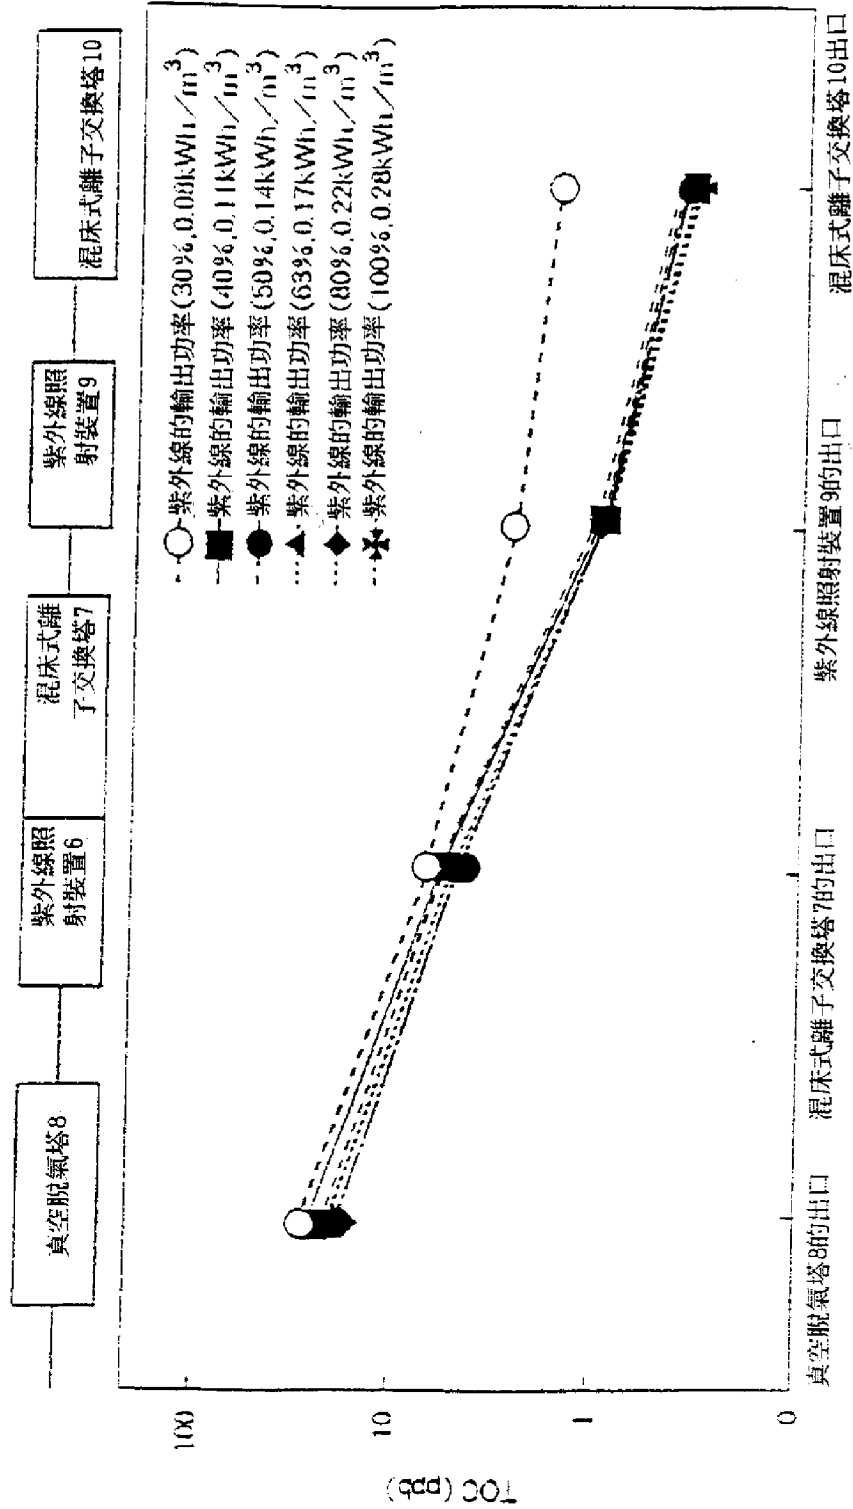 真空脫氣塔8
紫外線照
射裝置6
混床式離
子交換塔7
紫外線照
射裝置9
混床式離子交換塔10
紫外線的輸出功率(30%,0.08kWh/m³)
紫外線的輸出功率(40%,0.11kWh/m³)
紫外線的輸出功率(50%,0.14kWh/m³)
紫外線的輸出功率(63%,0.17kWh/m³)
紫外線的輸出功率(80%,0.22kWh/m³)
紫外線的輸出功率(100%,0.28kWh/m³)
TOC(ppb)
100
10
1
0
真空脫氣塔8的出口
混床式離子交換塔7的出口
紫外線照射裝置9的出口
混床式離子交換塔10出口